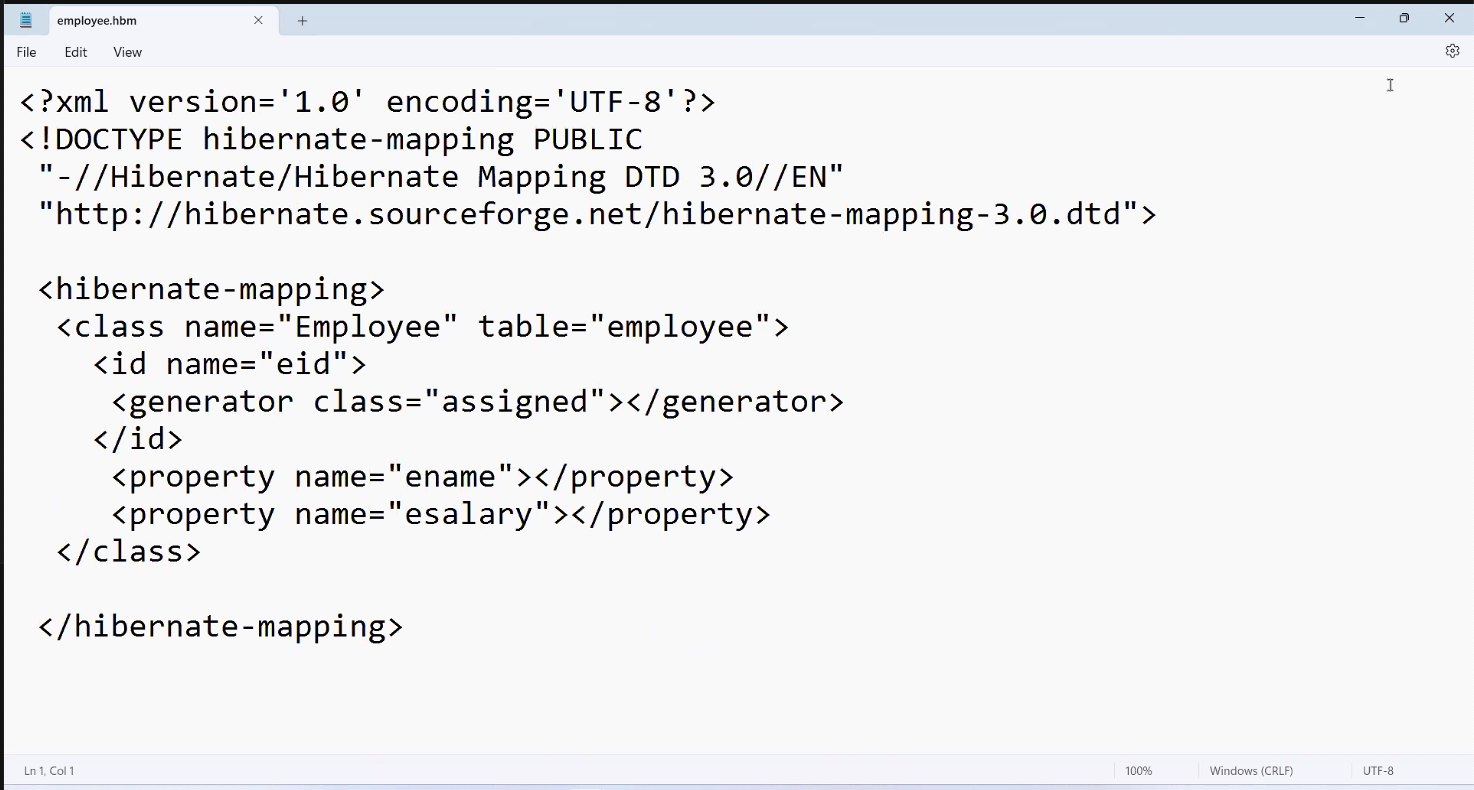 employee.hbm
File Edit View
<?xml version='1.0' encoding='UTF-8'?>
<!DOCTYPE hibernate-mapping PUBLIC
 "-//Hibernate/Hibernate Mapping DTD 3.0//EN"
 "http://hibernate.sourceforge.net/hibernate-mapping-3.0.dtd">

 <hibernate-mapping>
  <class name="Employee" table="employee">
    <id name="eid">
     <generator class="assigned"></generator>
    </id>
     <property name="ename"></property>
     <property name="esalary"></property>
  </class>

 </hibernate-mapping>
Ln 1, Col 1 100% Windows (CRLF) UTF-8